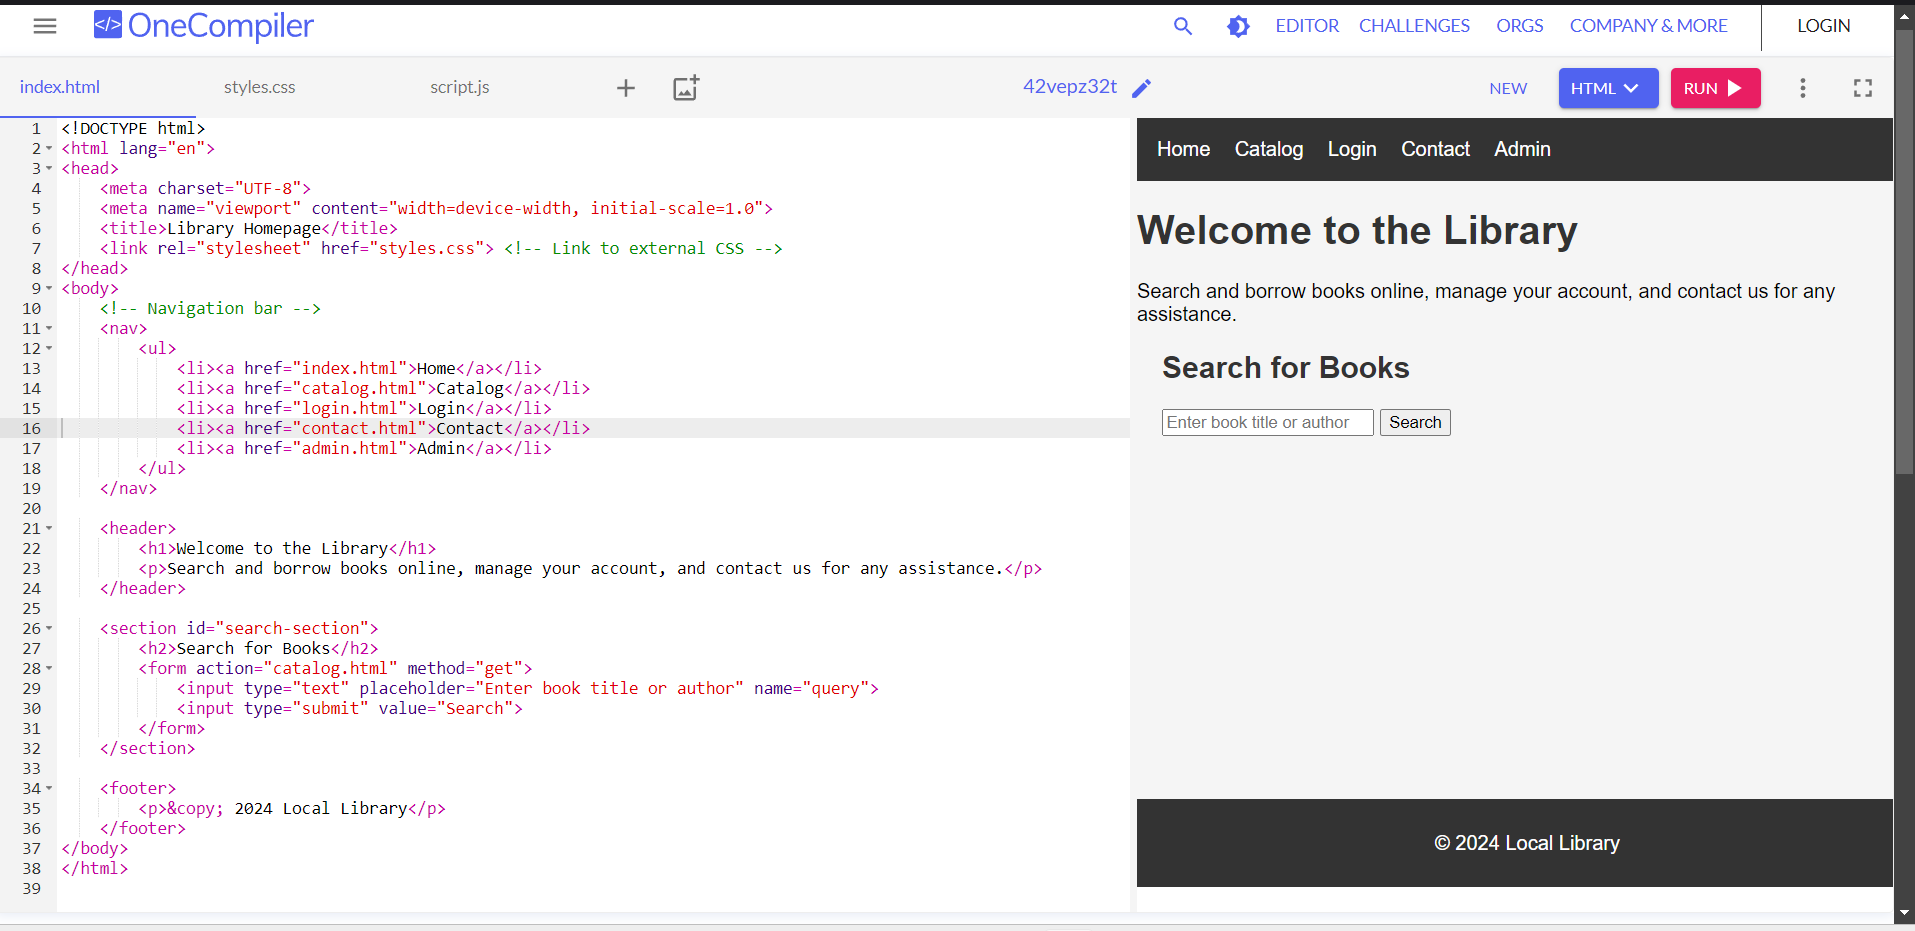 </> OneCompiler EDITOR CHALLENGES ORGS COMPANY & MORE LOGIN
index.html styles.css script.js 42vepz32t NEW HTML RUN
1 <!DOCTYPE html>
2 <html lang="en">
3 <head>
4     <meta charset="UTF-8">
5     <meta name="viewport" content="width=device-width, initial-scale=1.0">
6     <title>Library Homepage</title>
7     <link rel="stylesheet" href="styles.css"> <!-- Link to external CSS -->
8 </head>
9 <body>
10     <!-- Navigation bar -->
11     <nav>
12         <ul>
13             <li><a href="index.html">Home</a></li>
14             <li><a href="catalog.html">Catalog</a></li>
15             <li><a href="login.html">Login</a></li>
16             <li><a href="contact.html">Contact</a></li>
17             <li><a href="admin.html">Admin</a></li>
18         </ul>
19     </nav>
20
21     <header>
22         <h1>Welcome to the Library</h1>
23         <p>Search and borrow books online, manage your account, and contact us for any assistance.</p>
24     </header>
25
26     <section id="search-section">
27         <h2>Search for Books</h2>
28         <form action="catalog.html" method="get">
29             <input type="text" placeholder="Enter book title or author" name="query">
30             <input type="submit" value="Search">
31         </form>
32     </section>
33
34     <footer>
35         <p>&copy; 2024 Local Library</p>
36     </footer>
37 </body>
38 </html>
39
Home Catalog Login Contact Admin
Welcome to the Library
Search and borrow books online, manage your account, and contact us for any
assistance.
Search for Books
Enter book title or author Search
© 2024 Local Library